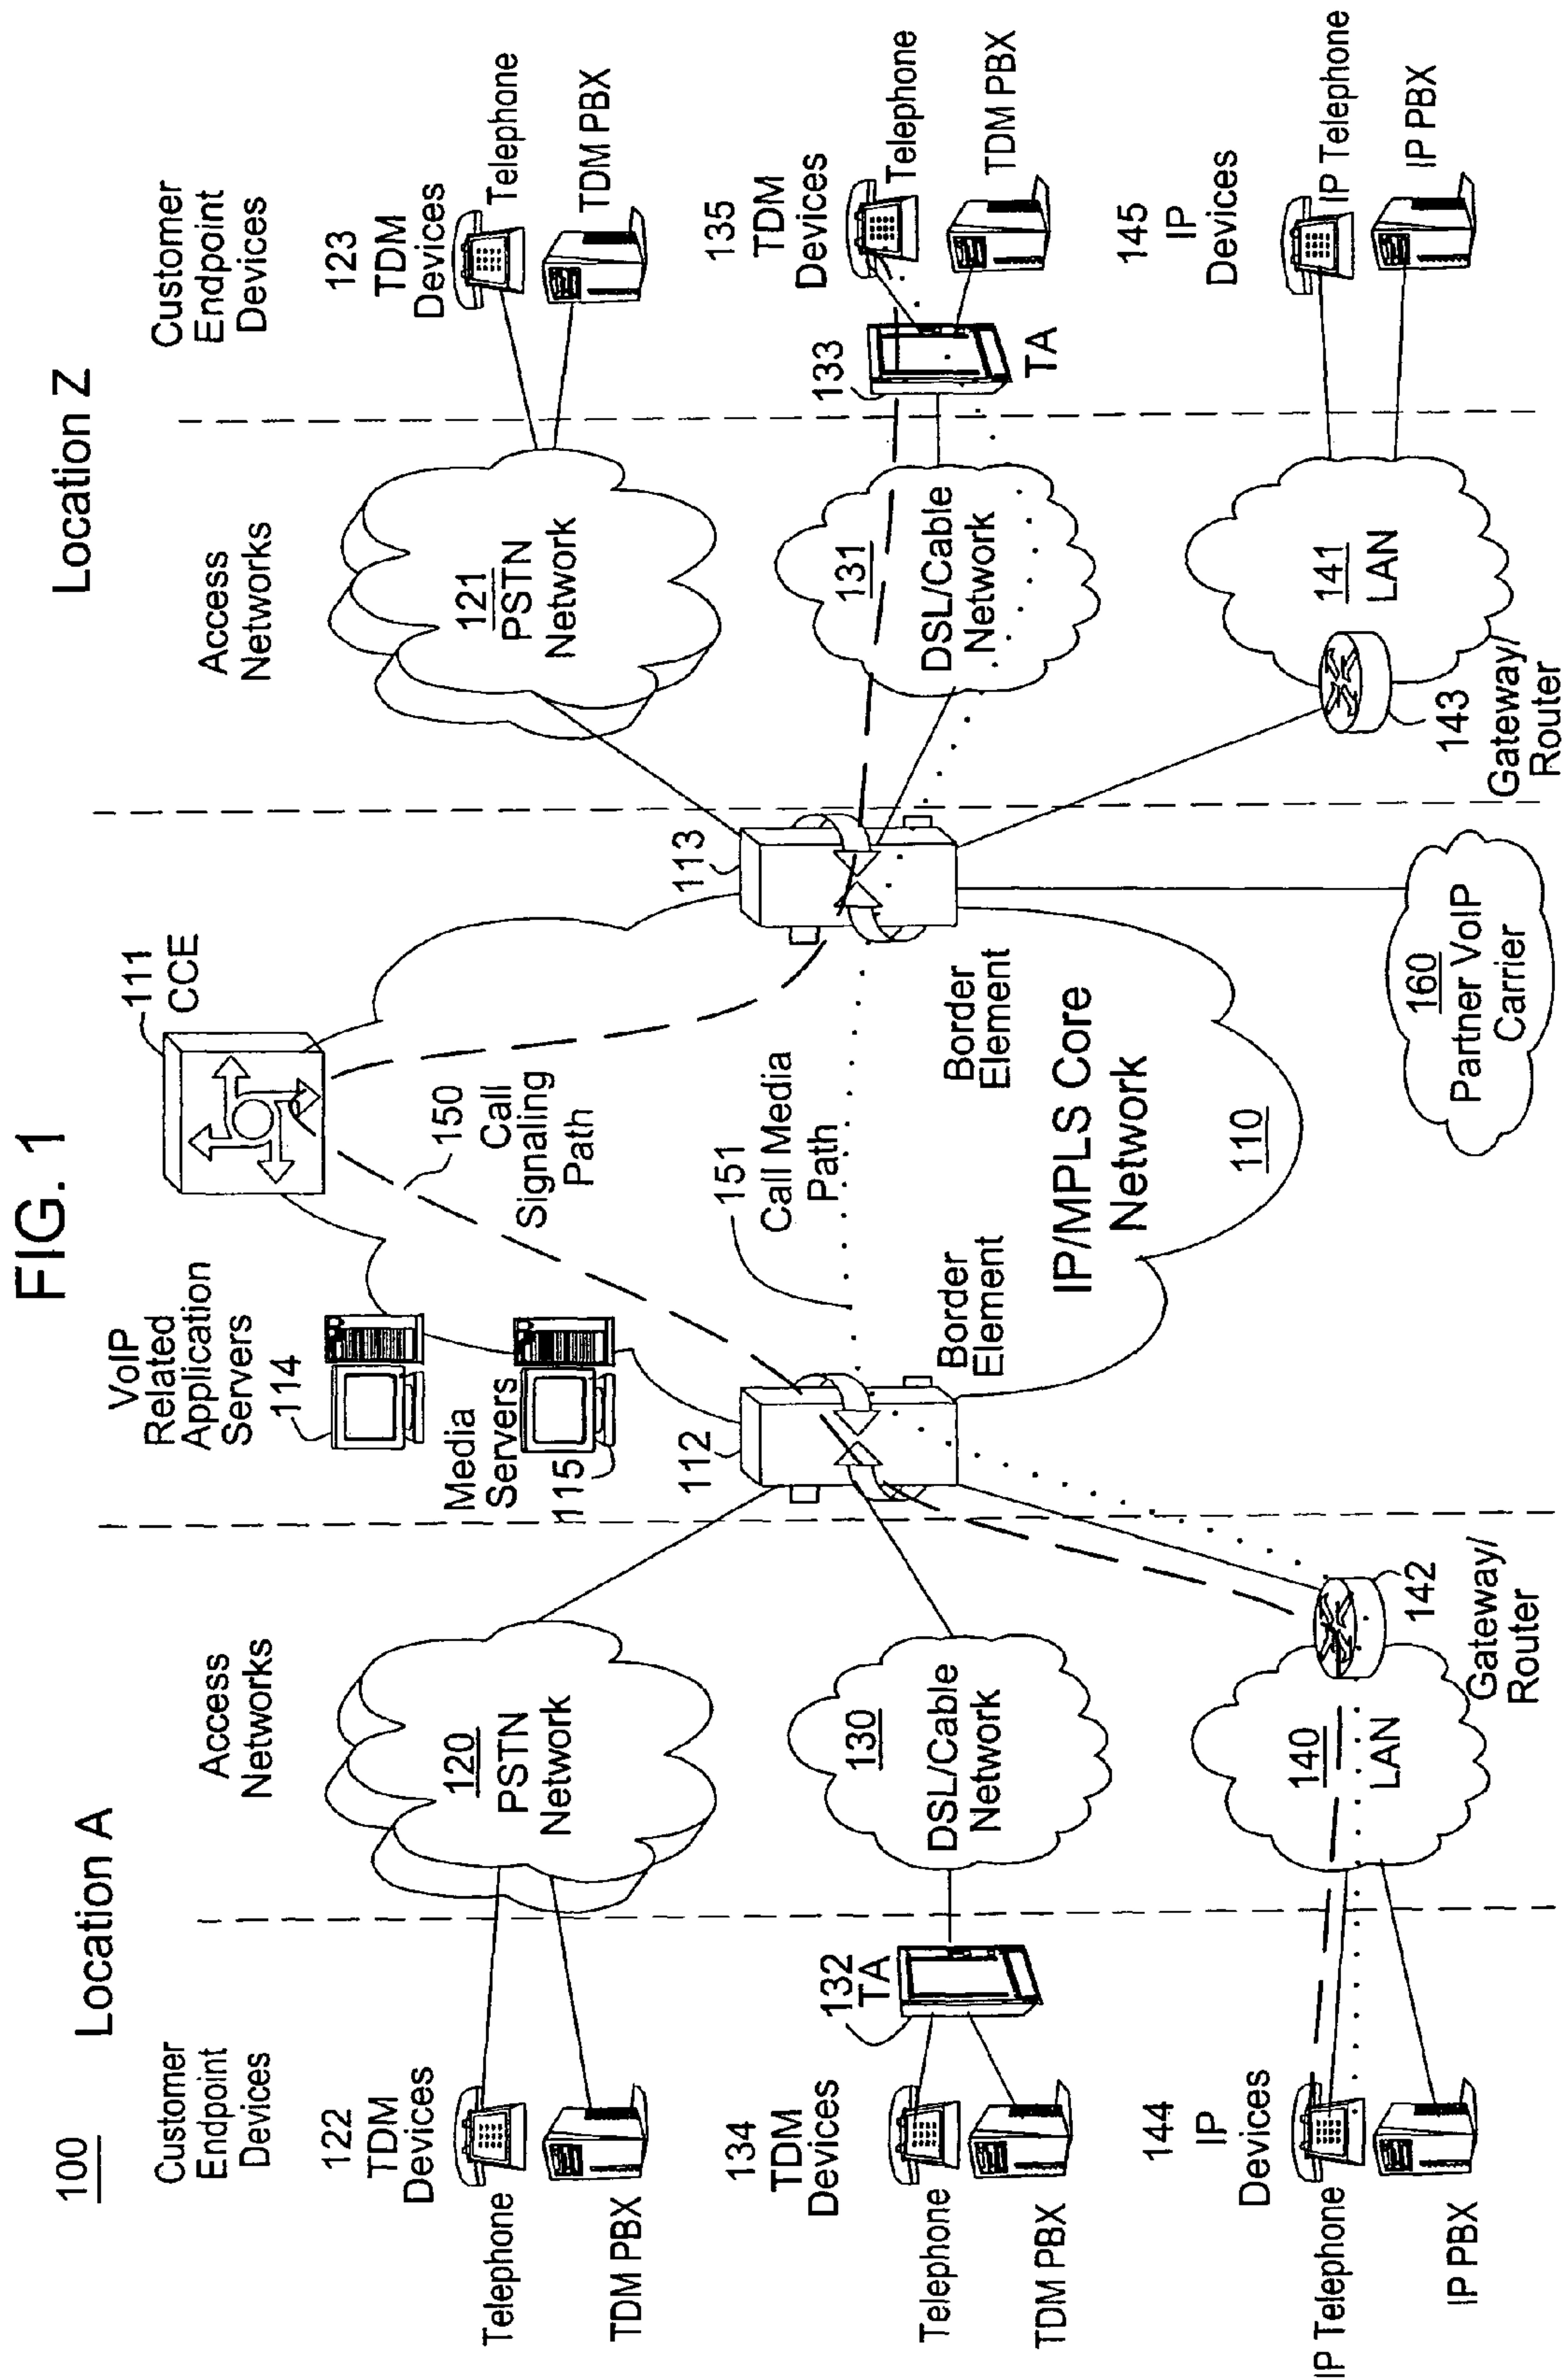 FIG. 1
100
Location A
Location Z
Customer
Endpoint
Devices
Access
Networks
VoIP
Related
Application
Servers
114
111
CCE
Access
Networks
Customer
Endpoint
Devices
122
TDM
Devices
Telephone
TDM PBX
120
PSTN
Network
Media
Servers
115
112
150
Call
Signaling
Path
113
121
PSTN
Network
123
TDM
Devices
Telephone
TDM PBX
134
TDM
Devices
Telephone
TDM PBX
132
TA
130
DSL/Cable
Network
Border
Element
151
Call Media
Path
Border
Element
131
DSL/Cable
Network
133
TA
135
TDM
Devices
Telephone
TDM PBX
IP/MPLS Core
Network
110
144
IP
Devices
IP Telephone
IP PBX
140
LAN
142
Gateway/
Router
160
Partner VoIP
Carrier
143
Gateway/
Router
141
LAN
145
IP
Devices
IP Telephone
IP PBX